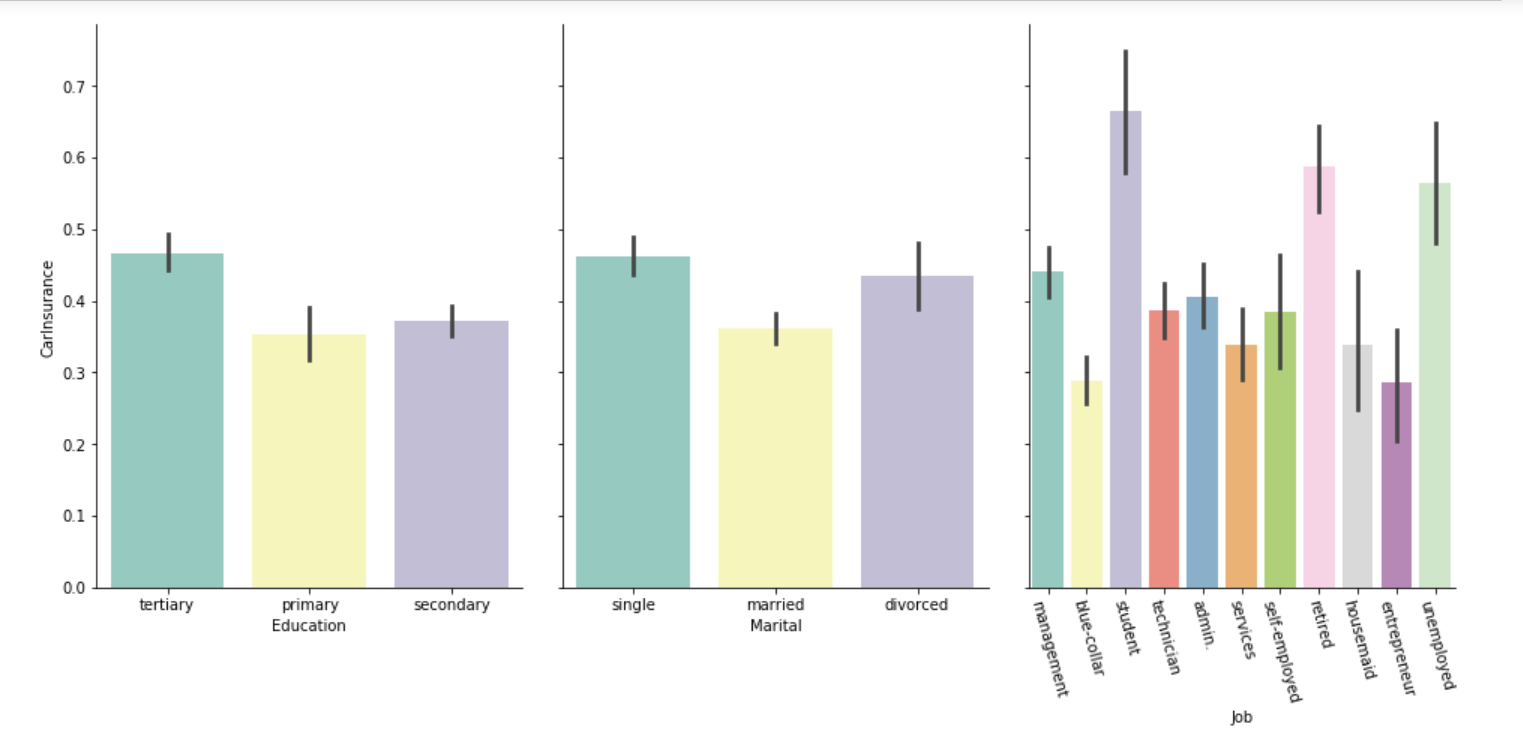 CarInsurance
0.7
0.6
0.5
0.4
0.3
0.2
0.1
0.0
tertiary primary secondary
Education
single married divorced
Marital
management blue-collar student technician admin. services self-employed retired housemaid entrepreneur unemployed
Job